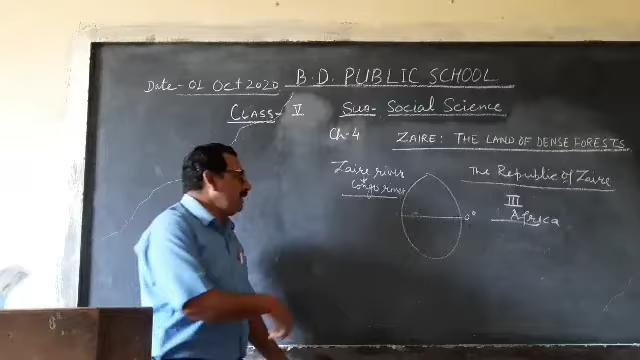 Date- 01 Oct 2020 B.D. PUBLIC SCHOOL
CLASS- V Sub- Social Science
Ch-4 ZAIRE: THE LAND OF DENSE FORESTS
Zaire river
Congo river
The Republic of Zaire
III
Africa
0°